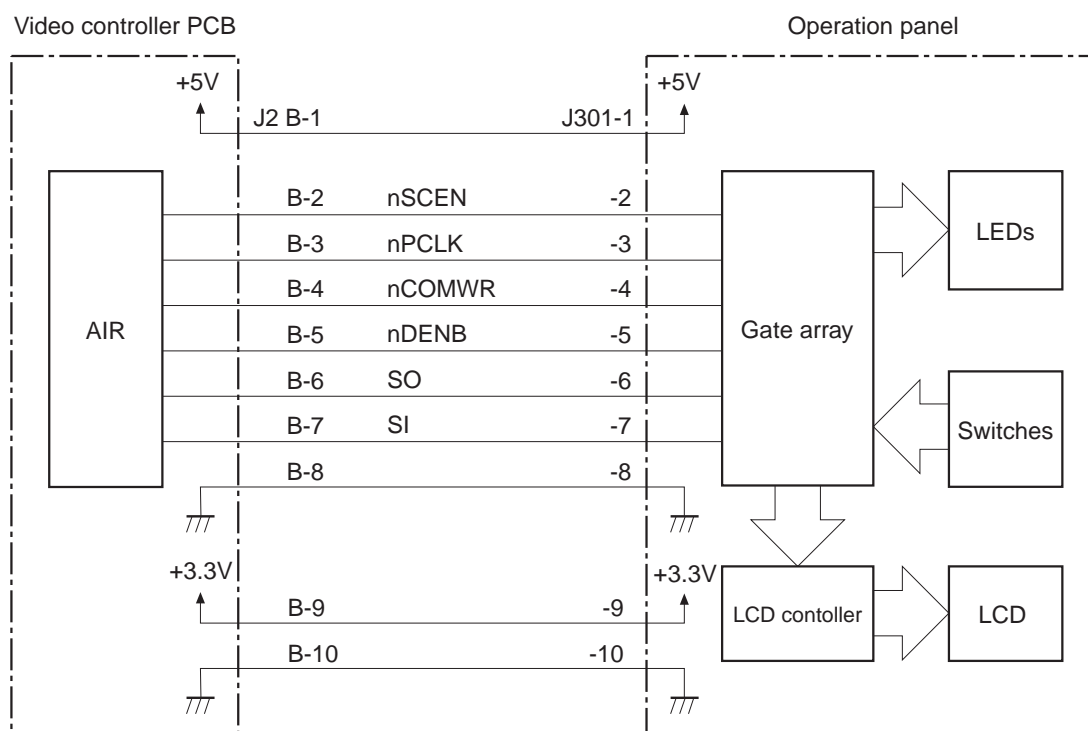 Video controller PCB
Operation panel
+5V
+5V
J2 B-1
J301-1
B-2 nSCEN -2
B-3 nPCLK -3
B-4 nCOMWR -4
B-5 nDENB -5
B-6 SO -6
B-7 SI -7
B-8 -8
AIR
Gate array
LEDs
Switches
+3.3V
+3.3V
B-9 -9
B-10 -10
LCD contoller
LCD